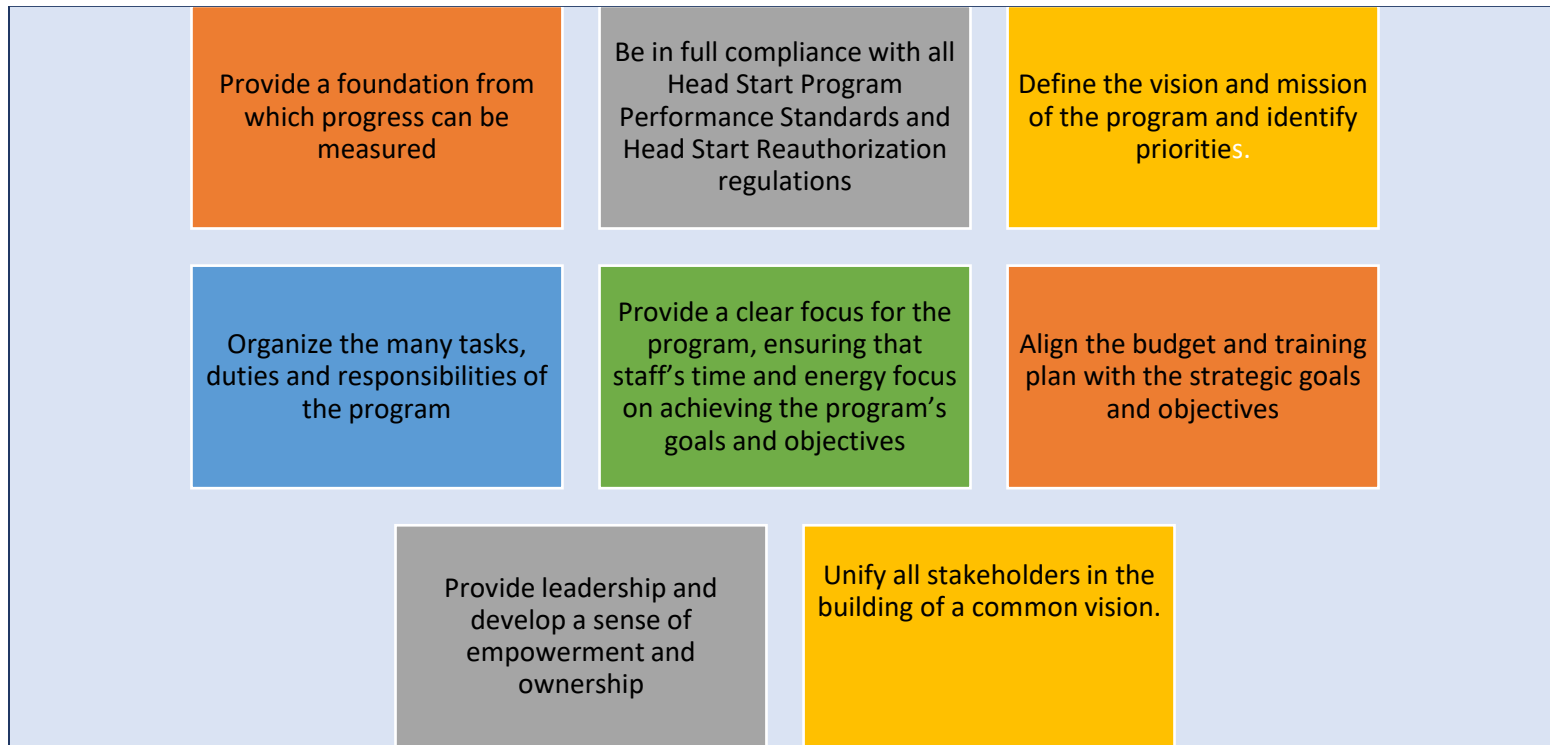 Provide a foundation from
which progress can be
measured
Be in full compliance with all
Head Start Program
Performance Standards and
Head Start Reauthorization
regulations
Define the vision and mission
of the program and identify
priorities.
Organize the many tasks,
duties and responsibilities of
the program
Provide a clear focus for the
program, ensuring that
staff’s time and energy focus
on achieving the program’s
goals and objectives
Align the budget and training
plan with the strategic goals
and objectives
Provide leadership and
develop a sense of
empowerment and
ownership
Unify all stakeholders in the
building of a common vision.